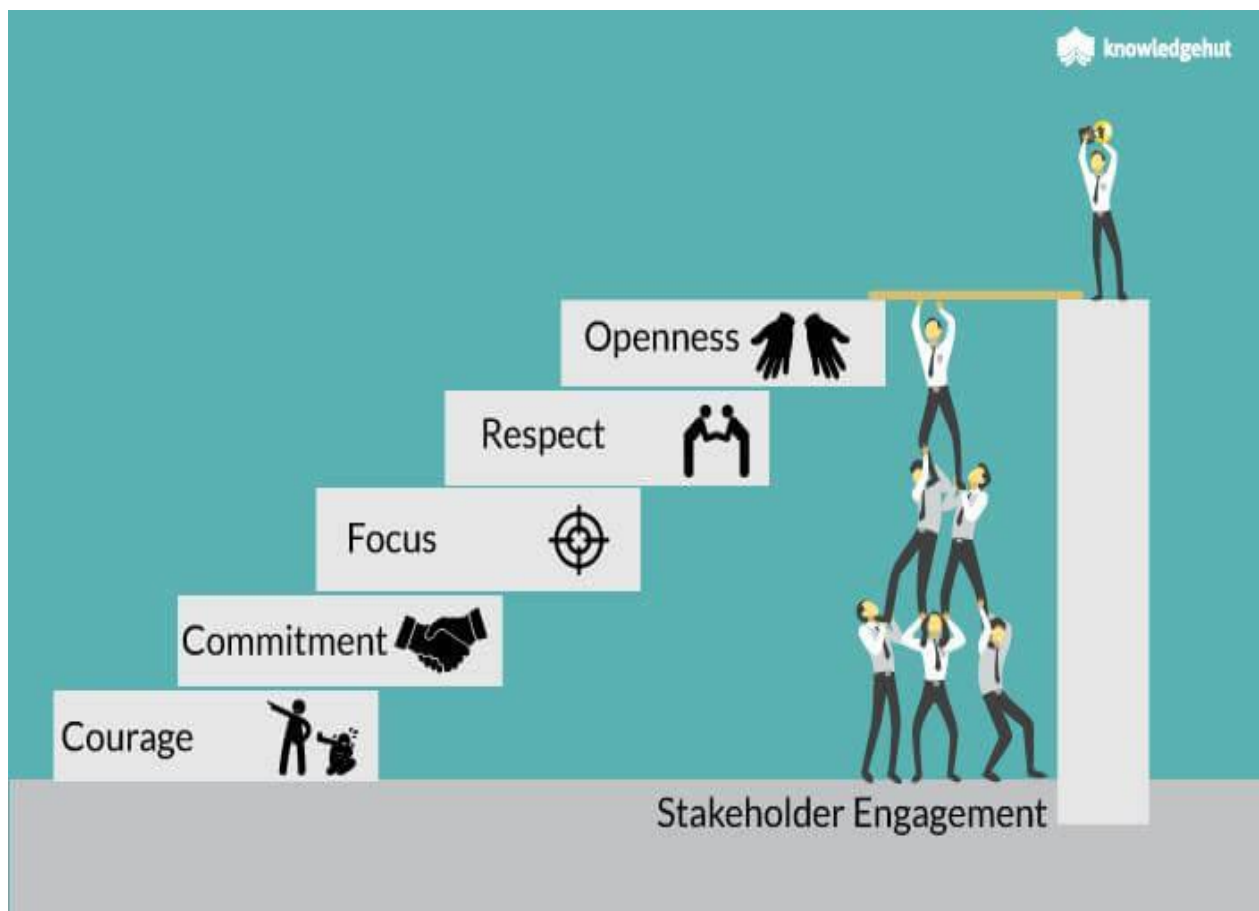 knowledgehut
Openness
Respect
Focus
Commitment
Courage
Stakeholder Engagement